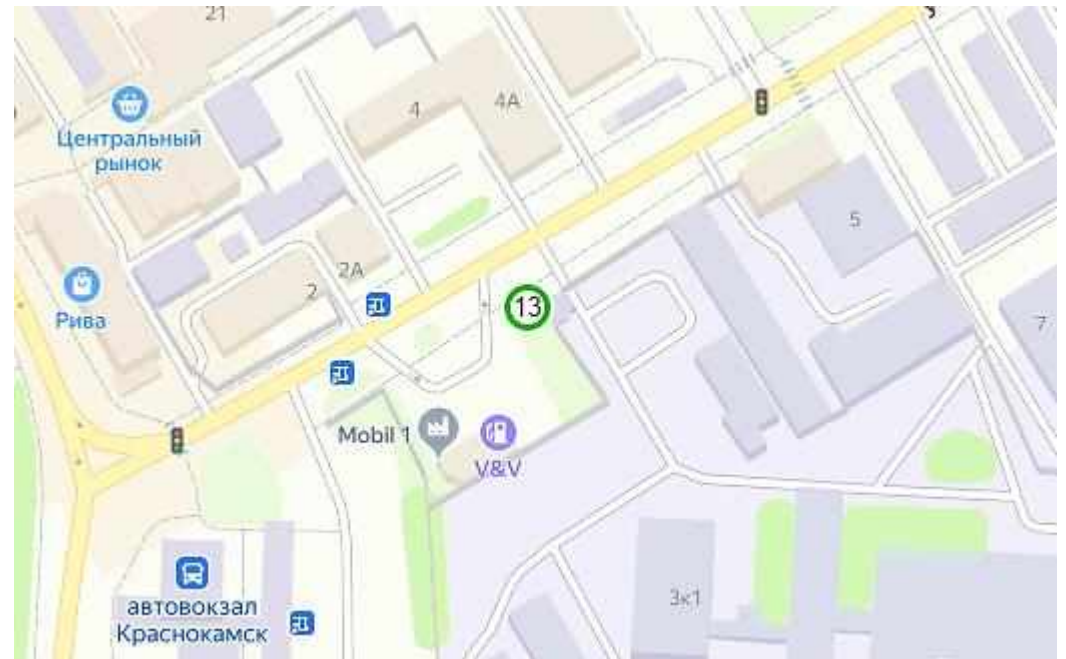 21
4
4А
Центральный
рынок
5
2А
2
13
Рива
7
Mobil 1
V&V
3к1
автовокзал
Краснокамск